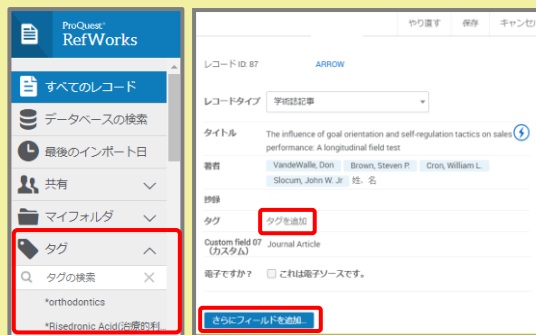 ProQuest®
RefWorks
すべてのレコード
データベースの検索
最後のインポート日
共有
マイフォルダ
タグ
タグの検索
*orthodontics
*Risedronic Acid(治療的利...
やり直す 保存 キャンセル
レコード ID: 87 ARROW
レコードタイプ 学術誌記事
タイトル The influence of goal orientation and self-regulation tactics on sales
performance: A longitudinal field test
著者 VandeWalle, Don Brown, Steven P. Cron, William L.
Slocum, John W. Jr 姓、名
抄録
タグ タグを追加
Custom field 07 Journal Article
(カスタム)
電子ですか? これは電子ソースです。
さらにフィールドを追加...